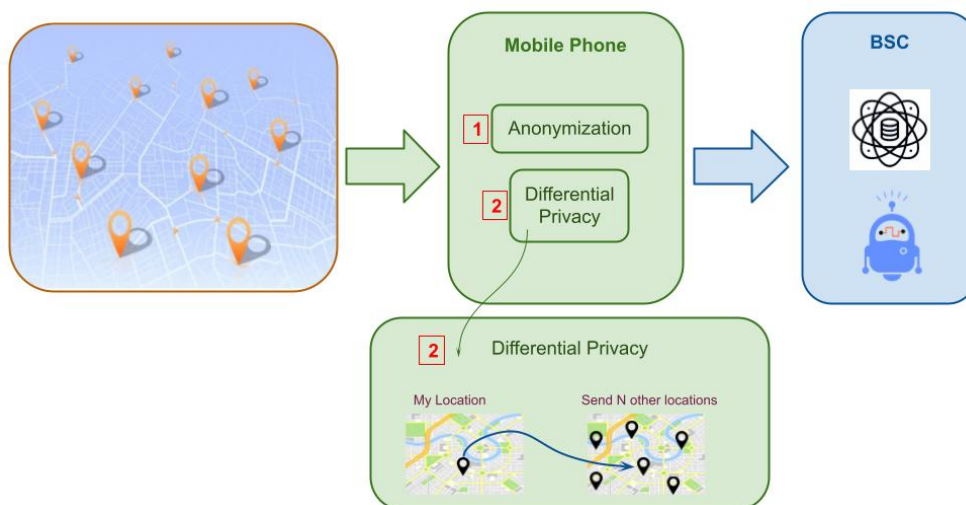 Mobile Phone
BSC
1
Anonymization
2
Differential
Privacy
2
Differential Privacy
My Location
Send N other locations